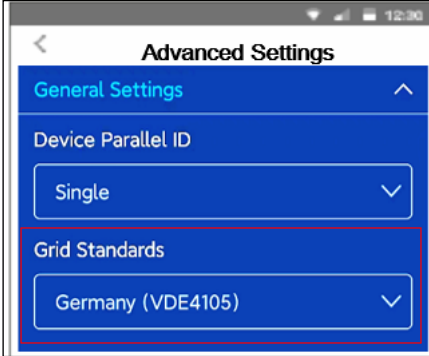 12:30
Advanced Settings
General Settings
Device Parallel ID
Single
Grid Standards
Germany (VDE4105)